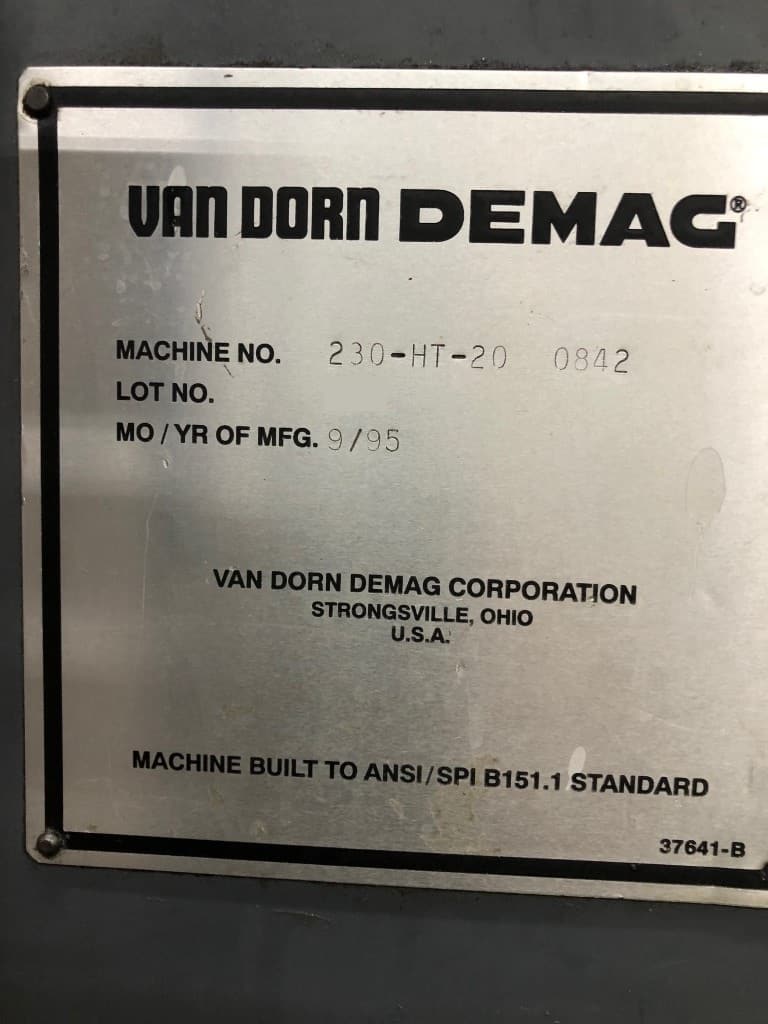 VAN DORN DEMAG®
MACHINE NO. 230-HT-20 0842
LOT NO.
MO / YR OF MFG. 9/95
VAN DORN DEMAG CORPORATION
STRONGSVILLE, OHIO
U.S.A.
MACHINE BUILT TO ANSI/SPI B151.1 STANDARD
37641-B